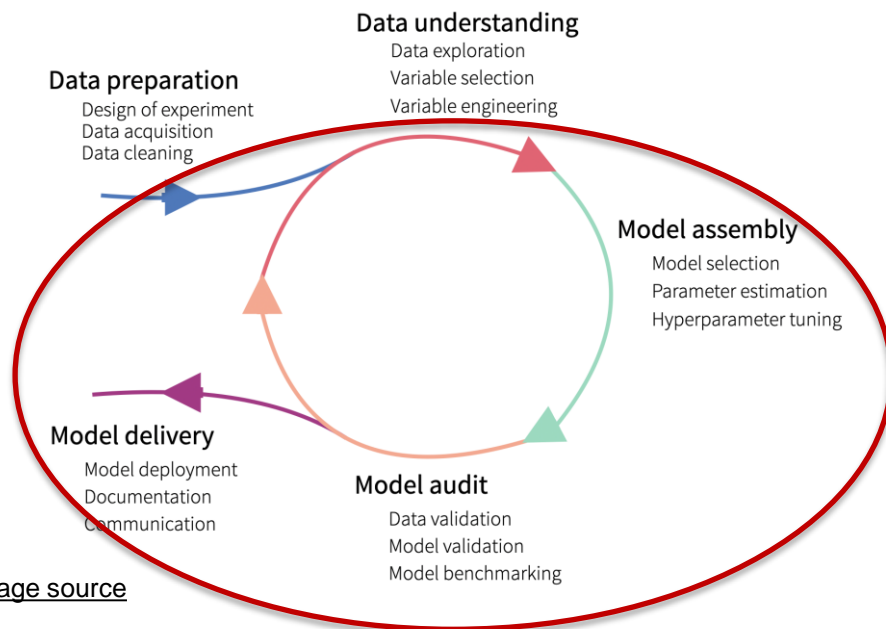 Data understanding
Data exploration
Variable selection
Variable engineering
Data preparation
Design of experiment
Data acquisition
Data cleaning
Model assembly
Model selection
Parameter estimation
Hyperparameter tuning
Model delivery
Model deployment
Documentation
Communication
Model audit
Data validation
Model validation
Model benchmarking
age source